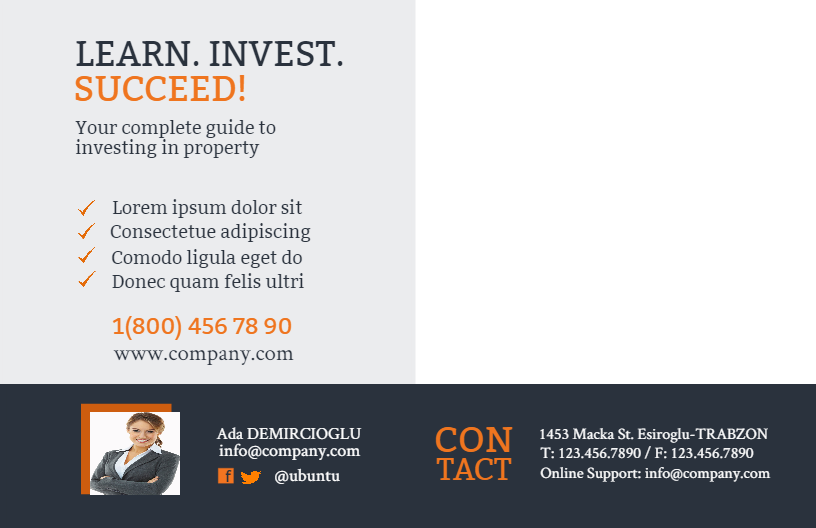 LEARN. INVEST.
SUCCEED!
Your complete guide to
investing in property
Lorem ipsum dolor sit
Consectetue adipiscing
Comodo ligula eget do
Donec quam felis ultri
1(800) 456 78 90
www.company.com
Ada DEMIRCIOGLU
info@company.com
@ubuntu
CON
TACT
1453 Macka St. Esiroglu-TRABZON
T: 123.456.7890 / F: 123.456.7890
Online Support: info@company.com